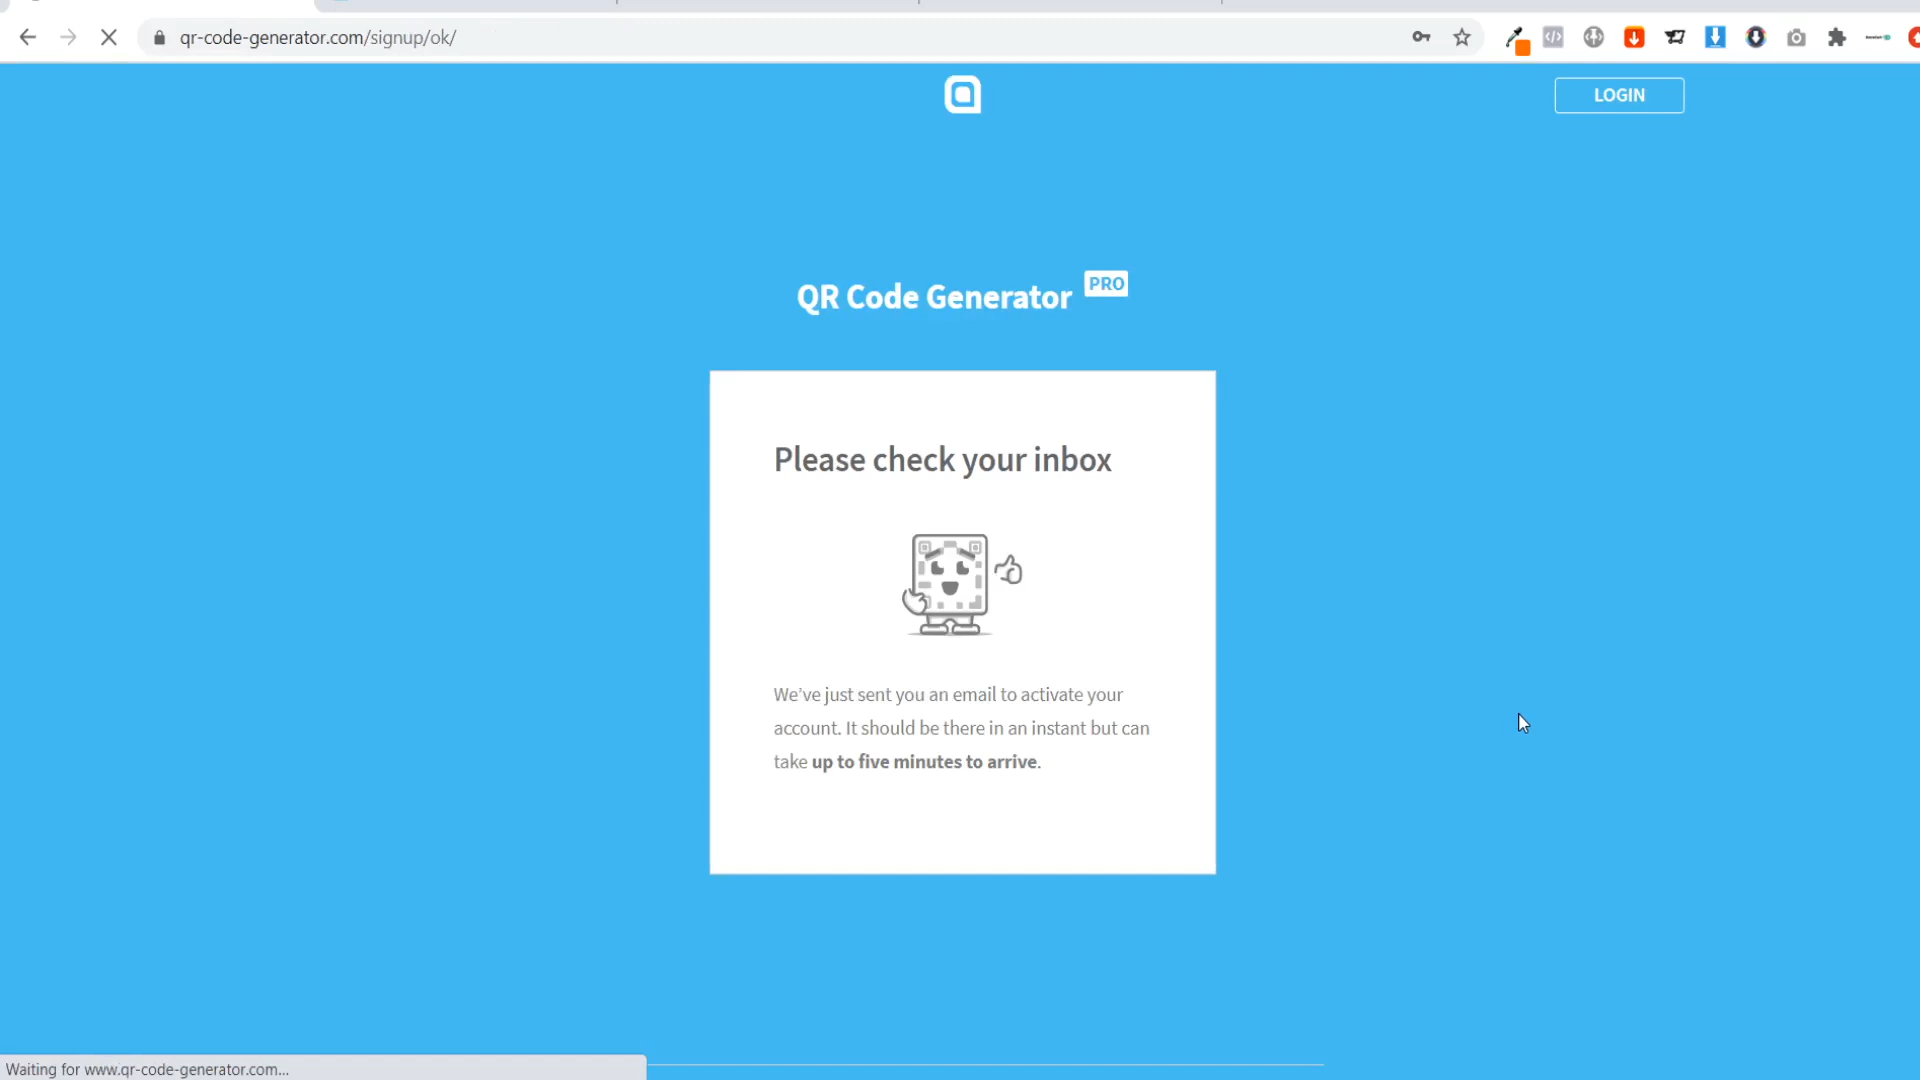 qr-code-generator.com/signup/ok/
LOGIN
QR Code Generator PRO
Please check your inbox
We've just sent you an email to activate your
account. It should be there in an instant but can
take up to five minutes to arrive.
Waiting for www.qr-code-generator.com...